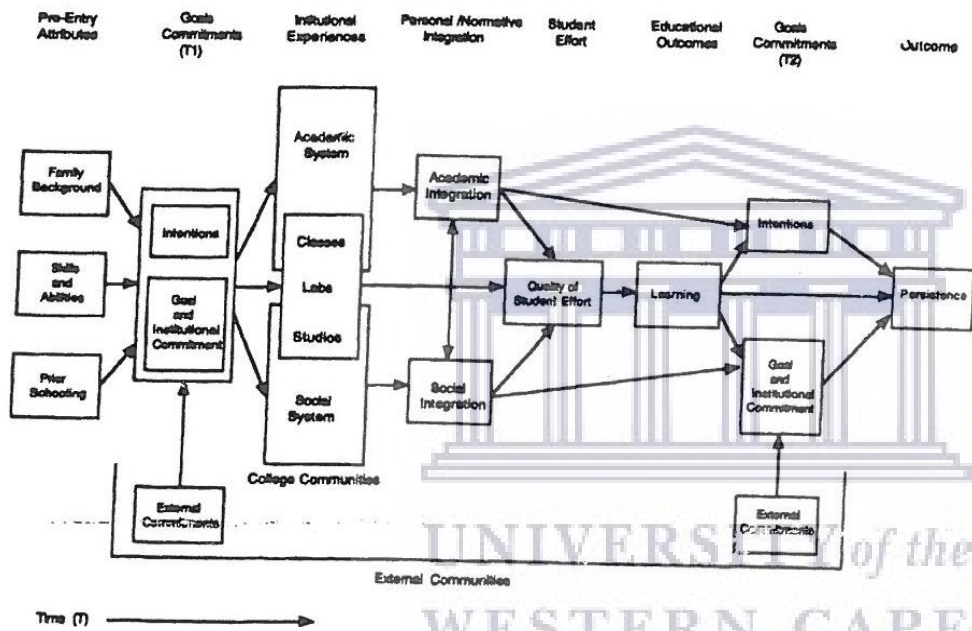 Pre-Entry
Attributes
Goals
Commitments
(T1)
Institutional
Experiences
Personal /Normative
Integration
Student
Effort
Educational
Outcomes
Goals
Commitments
(T2)
Outcome
Family
Background
Skills
and
Abilities
Prior
Schooling
Intentions
Goal
and
Institutional
Commitment
External
Commitments
Academic
System
Classes
Labs
Studios
Social
System
College Communities
Academic
Integration
Social
Integration
Quality of
Student Effort
Learning
Intentions
Goal
and
Institutional
Commitment
External
Commitments
Persistence
External Communities
Time (T)
UNIVERSITY of the
WESTERN CAPE